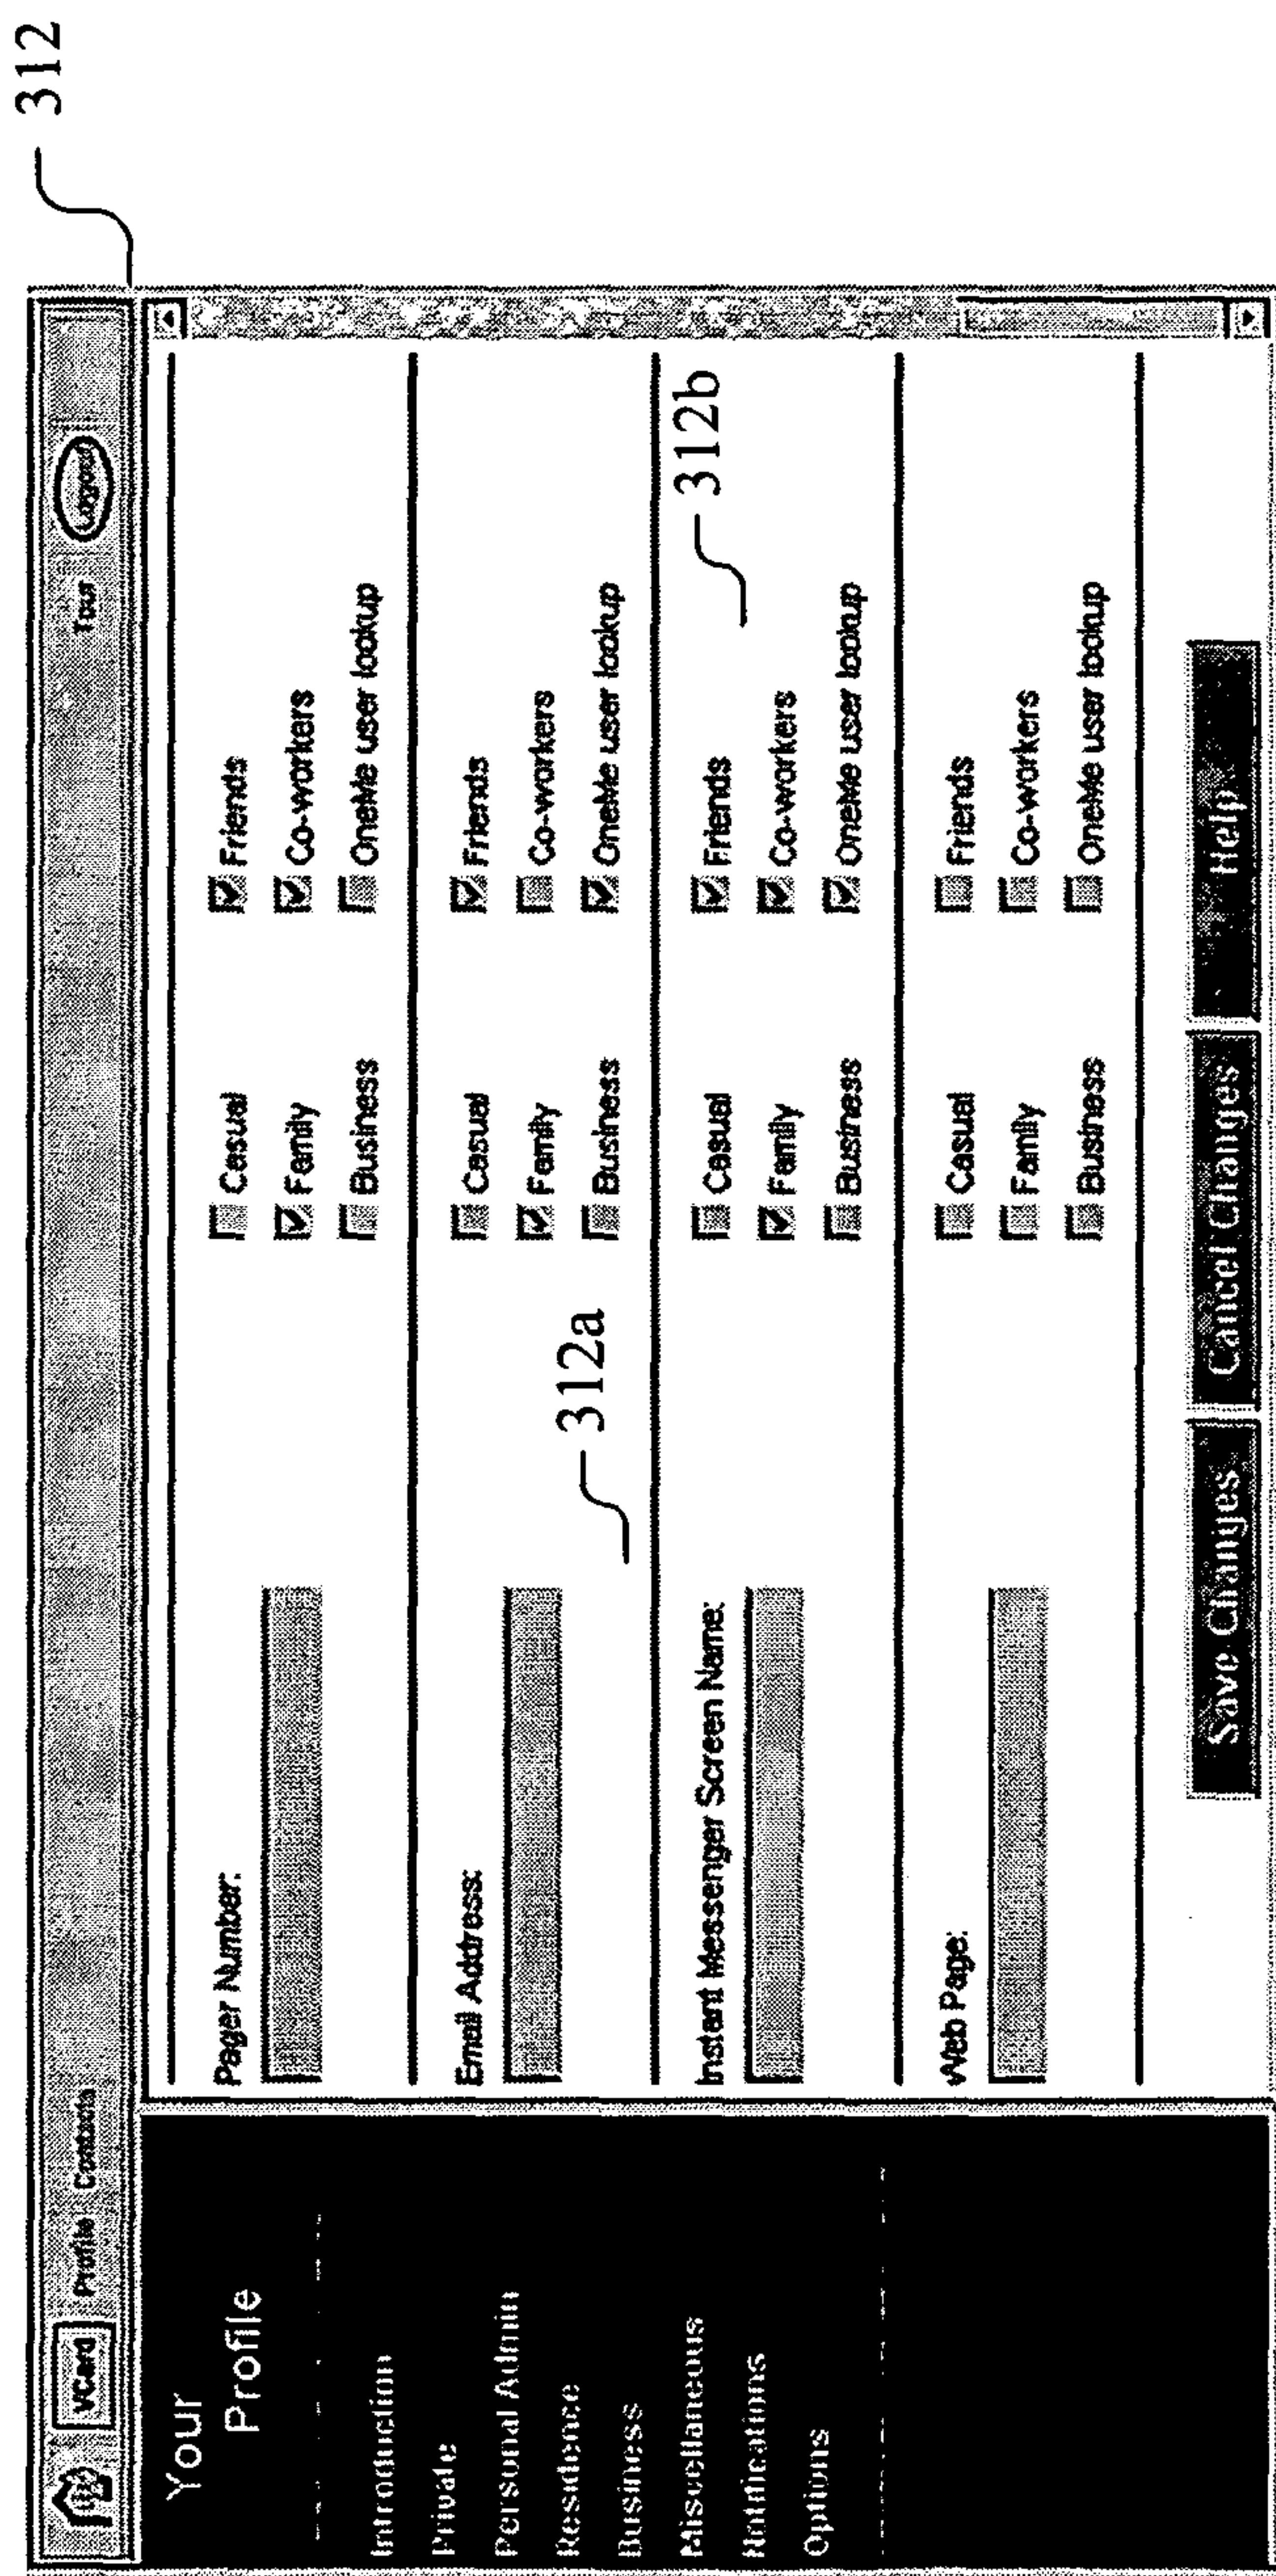 312
VCard Profile Contacts Tour Logout
Your
Profile
Introduction
Private
Personal Admin
Residence
Business
Miscellaneous
Notifications
Options
Pager Number:
Casual
Friends
Family
Co-workers
Business
OneMe user lookup
Email Address:
Casual
Friends
Family
Co-workers
Business
OneMe user lookup
312a
Instant Messenger Screen Name:
312b
Casual
Friends
Family
Co-workers
Business
OneMe user lookup
Web Page:
Casual
Friends
Family
Co-workers
Business
OneMe user lookup
Save Changes Cancel Changes Help